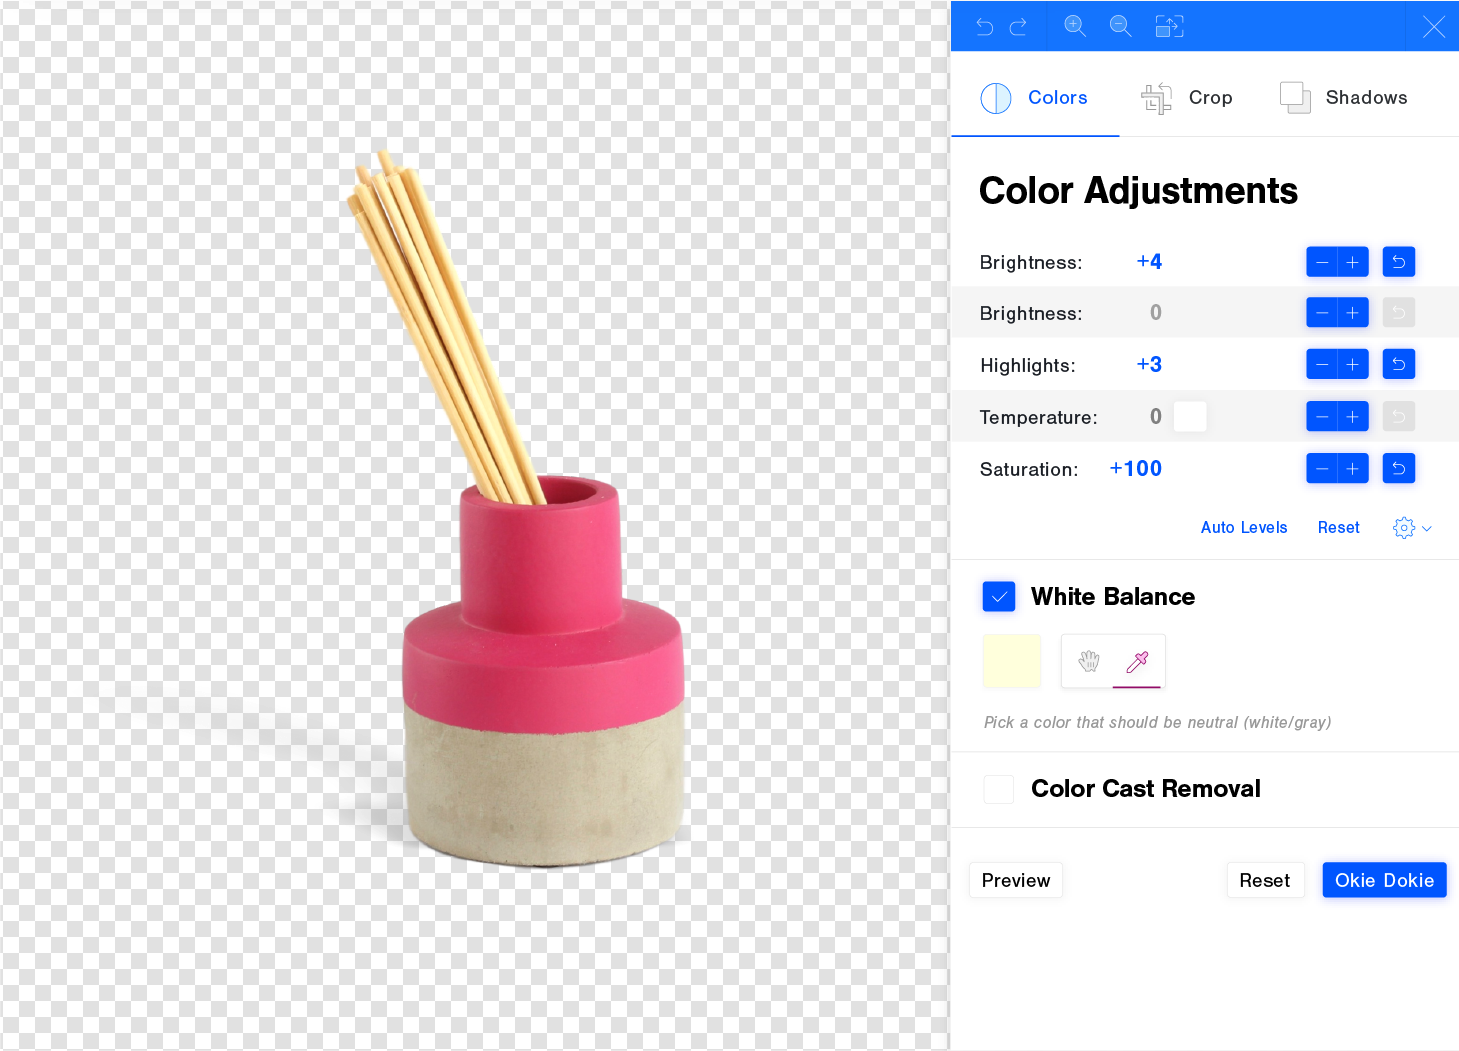 Colors
Crop
Shadows
Color Adjustments
Brightness: +4
Brightness: 0
Highlights: +3
Temperature: 0
Saturation: +100
Auto Levels Reset
White Balance
Pick a color that should be neutral (white/gray)
Color Cast Removal
Preview Reset Okie Dokie